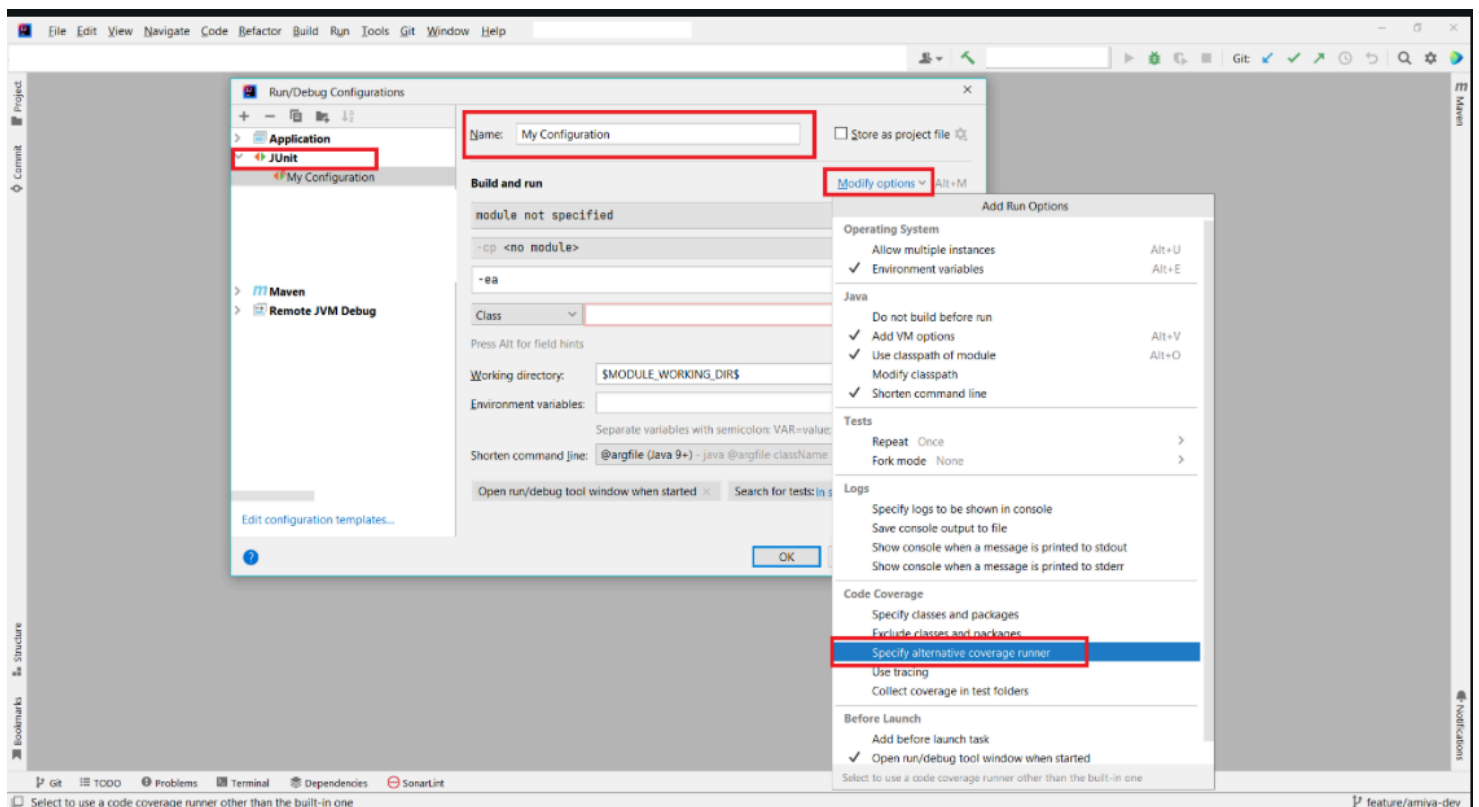 File Edit View Navigate Code Refactor Build Run Tools Git Window Help
Git:
Project
Commit
Structure
Bookmarks
Maven
Notifications
Run/Debug Configurations
Application
JUnit
My Configuration
Maven
Remote JVM Debug
Edit configuration templates...
Name: My Configuration
Store as project file
Build and run
Modify options Alt+M
module not specified
-cp <no module>
-ea
Class
Press Alt for field hints
Working directory: $MODULE_WORKING_DIR$
Environment variables:
Separate variables with semicolon: VAR=value;
Shorten command line: @argfile (Java 9+) - java @argfile className
Open run/debug tool window when started × Search for tests: In s
OK
Add Run Options
Operating System
Allow multiple instances Alt+U
Environment variables Alt+E
Java
Do not build before run
Add VM options Alt+V
Use classpath of module Alt+O
Modify classpath
Shorten command line
Tests
Repeat Once
Fork mode None
Logs
Specify logs to be shown in console
Save console output to file
Show console when a message is printed to stdout
Show console when a message is printed to stderr
Code Coverage
Specify classes and packages
Exclude classes and packages
Specify alternative coverage runner
Use tracing
Collect coverage in test folders
Before Launch
Add before launch task
Open run/debug tool window when started
Select to use a code coverage runner other than the built-in one
Git TODO Problems Terminal Dependencies SonarLint
Select to use a code coverage runner other than the built-in one
feature/amiya-dev